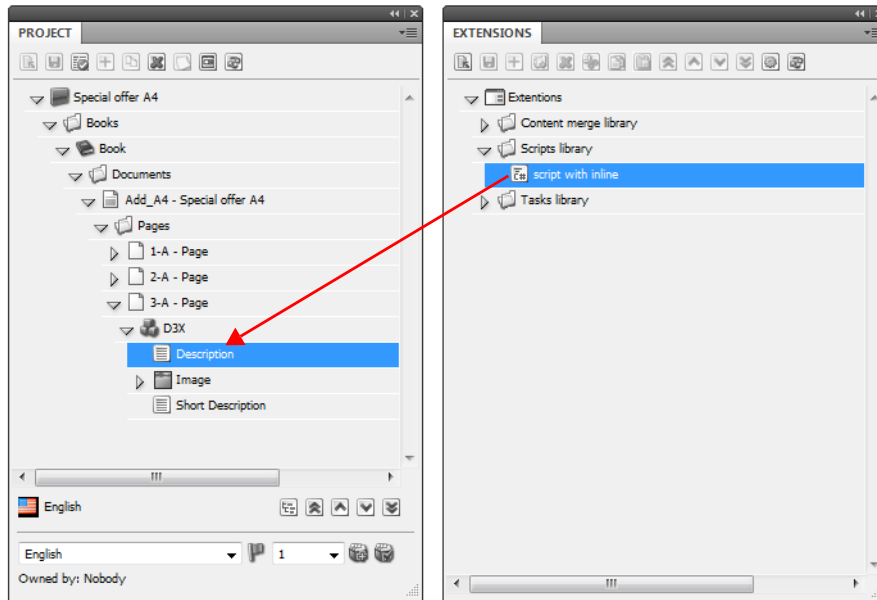 PROJECT
Special offer A4
Books
Book
Documents
Add_A4 - Special offer A4
Pages
1-A - Page
2-A - Page
3-A - Page
D3X
Description
Image
Short Description
English
English
1
Owned by: Nobody
EXTENSIONS
Extentions
Content merge library
Scripts library
C# script with inline
Tasks library